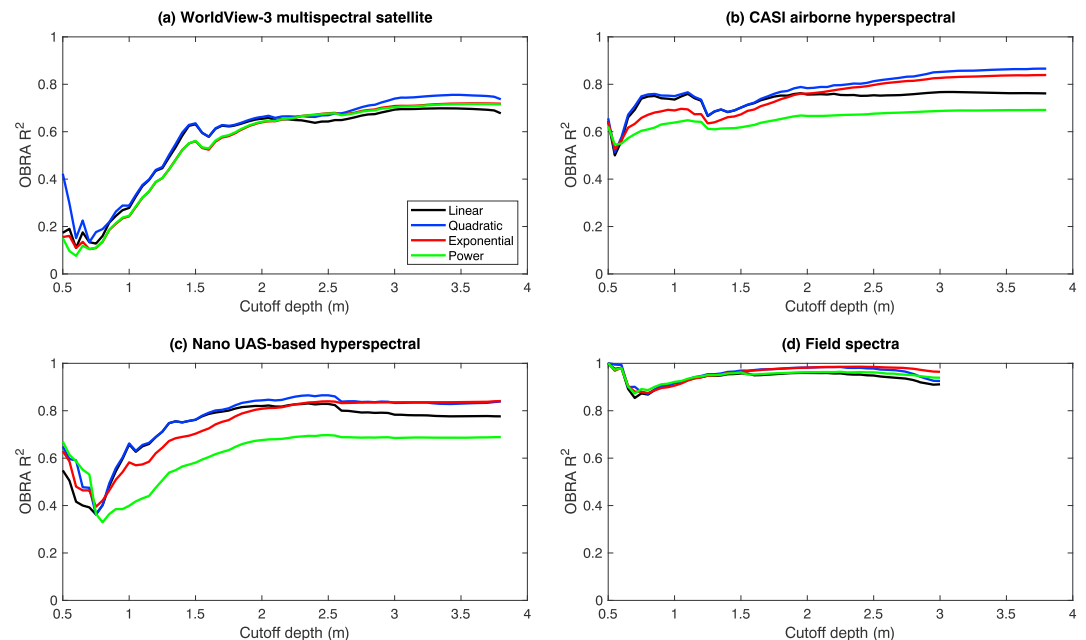 (a) WorldView-3 multispectral satellite
1
0.8
0.6
0.4
0.2
0
OBRA R²
0.5 1 1.5 2 2.5 3 3.5 4
Cutoff depth (m)
Linear
Quadratic
Exponential
Power
(b) CASI airborne hyperspectral
1
0.8
0.6
0.4
0.2
0
OBRA R²
0.5 1 1.5 2 2.5 3 3.5 4
Cutoff depth (m)
(c) Nano UAS-based hyperspectral
1
0.8
0.6
0.4
0.2
0
OBRA R²
0.5 1 1.5 2 2.5 3 3.5 4
Cutoff depth (m)
(d) Field spectra
1
0.8
0.6
0.4
0.2
0
OBRA R²
0.5 1 1.5 2 2.5 3 3.5 4
Cutoff depth (m)